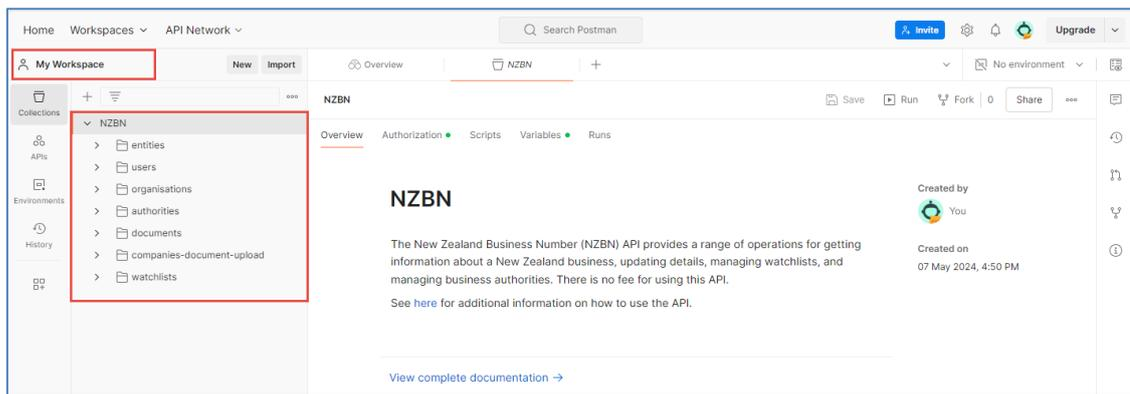 Home Workspaces API Network Search Postman Invite Upgrade
My Workspace New Import Overview NZBN No environment
Collections
APIs
Environments
History
NZBN
entities
users
organisations
authorities
documents
companies-document-upload
watchlists
NZBN Save Run Fork 0 Share
Overview Authorization Scripts Variables Runs
NZBN
The New Zealand Business Number (NZBN) API provides a range of operations for getting
information about a New Zealand business, updating details, managing watchlists, and
managing business authorities. There is no fee for using this API.
See here for additional information on how to use the API.
View complete documentation →
Created by
You
Created on
07 May 2024, 4:50 PM